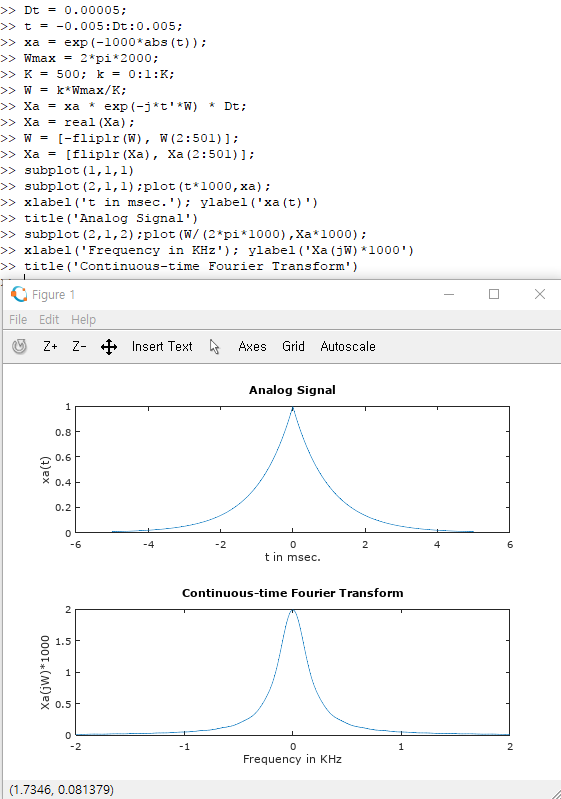 >> Dt = 0.00005;
>> t = -0.005:Dt:0.005;
>> xa = exp(-1000*abs(t));
>> Wmax = 2*pi*2000;
>> K = 500; k = 0:1:K;
>> W = k*Wmax/K;
>> Xa = xa * exp(-j*t'*W) * Dt;
>> Xa = real(Xa);
>> W = [-fliplr(W), W(2:501)];
>> Xa = [fliplr(Xa), Xa(2:501)];
>> subplot(1,1,1)
>> subplot(2,1,1);plot(t*1000,xa);
>> xlabel('t in msec.'); ylabel('xa(t)')
>> title('Analog Signal')
>> subplot(2,1,2);plot(W/(2*pi*1000),Xa*1000);
>> xlabel('Frequency in KHz'); ylabel('Xa(jW)*1000')
>> title('Continuous-time Fourier Transform')
Figure 1
File Edit Help
Z+ Z- Insert Text Axes Grid Autoscale
Analog Signal
1
0.8
0.6
0.4
0.2
0
xa(t)
-6 -4 -2 0 2 4 6
t in msec.
Continuous-time Fourier Transform
2
1.5
1
0.5
0
Xa(jW)*1000
-2 -1 0 1 2
Frequency in KHz
(1.7346, 0.081379)